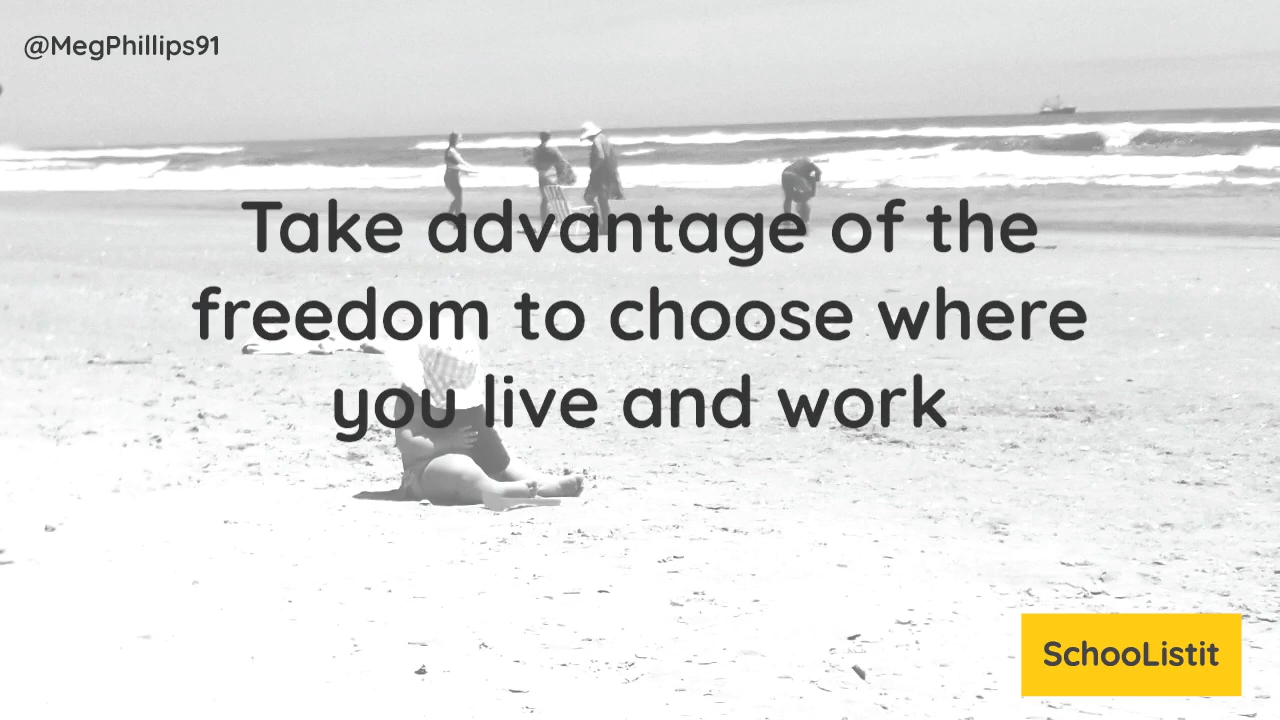 @MegPhillips91
Take advantage of the
freedom to choose where
you live and work
SchooListit